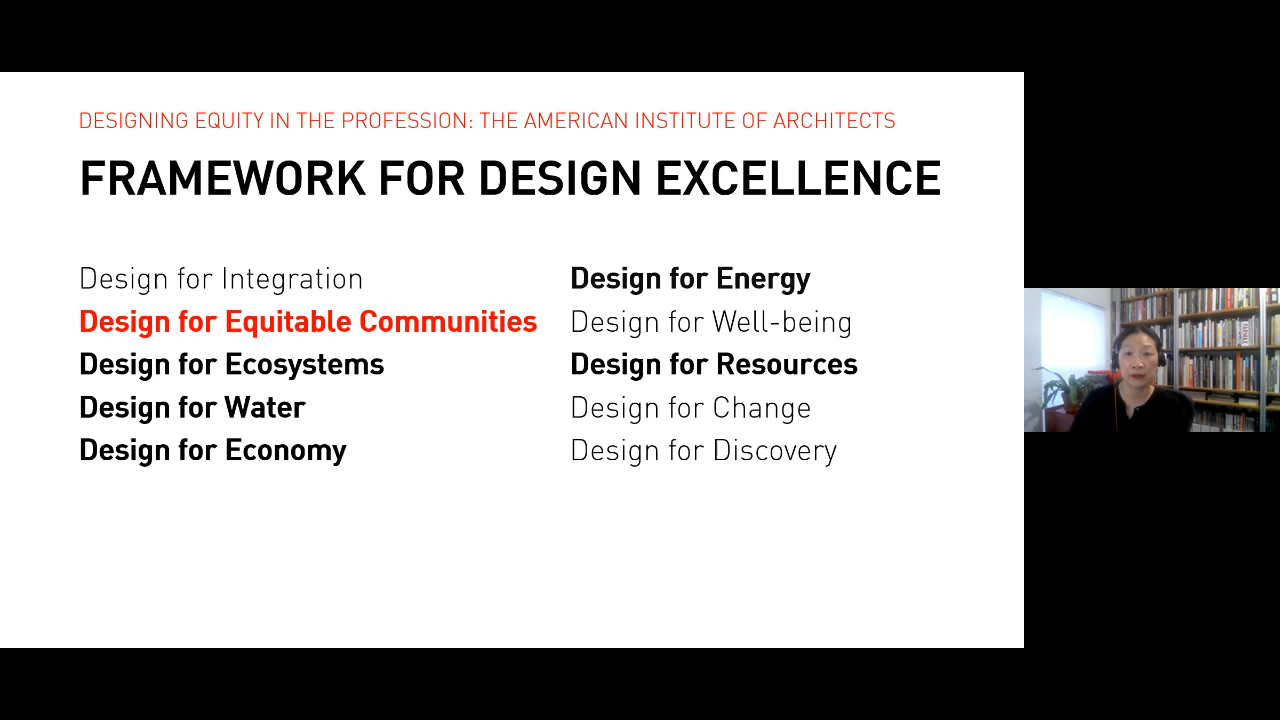 DESIGNING EQUITY IN THE PROFESSION: THE AMERICAN INSTITUTE OF ARCHITECTS
FRAMEWORK FOR DESIGN EXCELLENCE
Design for Integration
Design for Equitable Communities
Design for Ecosystems
Design for Water
Design for Economy
Design for Energy
Design for Well-being
Design for Resources
Design for Change
Design for Discovery